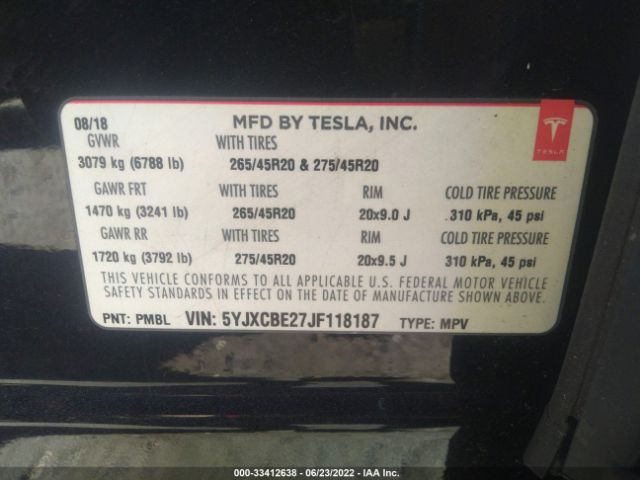 08/18 MFD BY TESLA, INC.
TESLA
GVWR WITH TIRES
3079 kg (6788 lb) 265/45R20 & 275/45R20
GAWR FRT WITH TIRES RIM COLD TIRE PRESSURE
1470 kg (3241 lb) 265/45R20 20x9.0 J 310 kPa, 45 psi
GAWR RR WITH TIRES RIM COLD TIRE PRESSURE
1720 kg (3792 lb) 275/45R20 20x9.5 J 310 kPa, 45 psi
THIS VEHICLE CONFORMS TO ALL APPLICABLE U.S. FEDERAL MOTOR VEHICLE
SAFETY STANDARDS IN EFFECT ON THE DATE OF MANUFACTURE SHOWN ABOVE.
PNT: PMBL VIN: 5YJXCBE27JF118187 TYPE: MPV
000-33412638 - 06/23/2022 - IAA Inc.